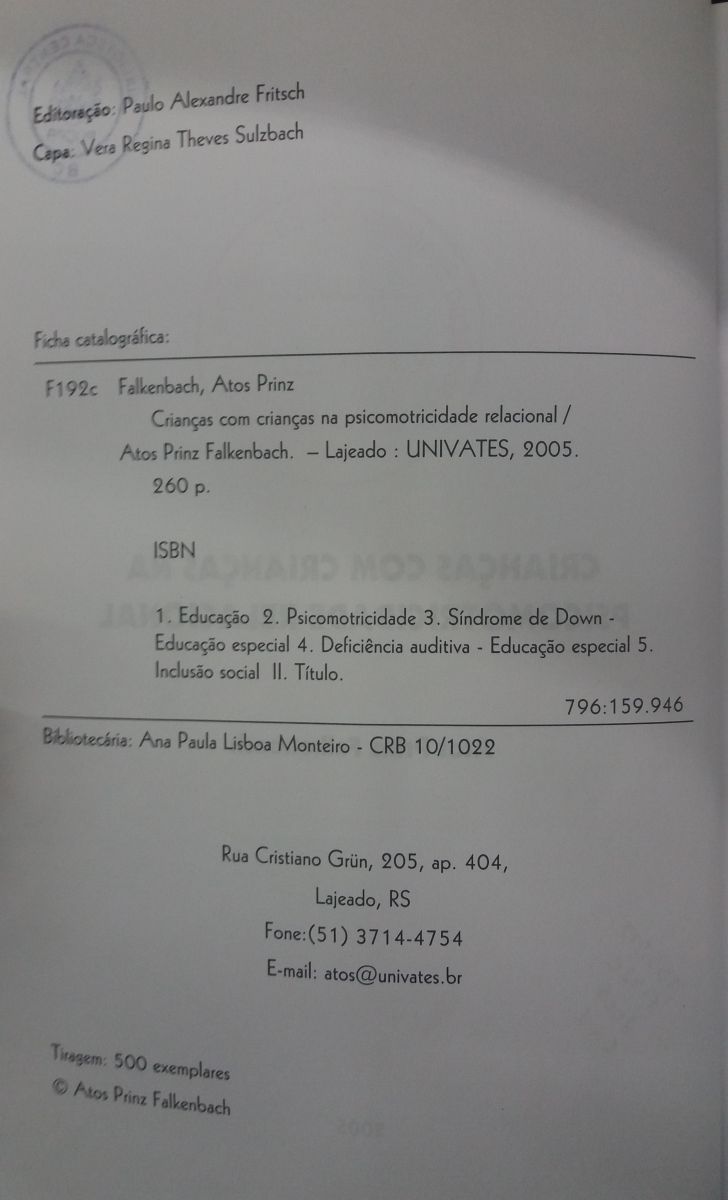 Editoração: Paulo Alexandre Fritsch
Capa: Vera Regina Theves Sulzbach
Ficha catalográfica:
F192c Falkenbach, Atos Prinz
Crianças com crianças na psicomotricidade relacional /
Atos Prinz Falkenbach. – Lajeado : UNIVATES, 2005.
260 p.
ISBN
1. Educação 2. Psicomotricidade 3. Síndrome de Down -
Educação especial 4. Deficiência auditiva - Educação especial 5.
Inclusão social II. Título.
796:159.946
Bibliotecária: Ana Paula Lisboa Monteiro - CRB 10/1022
Rua Cristiano Grün, 205, ap. 404,
Lajeado, RS
Fone:(51) 3714-4754
E-mail: atos@univates.br
Tiragem: 500 exemplares
© Atos Prinz Falkenbach